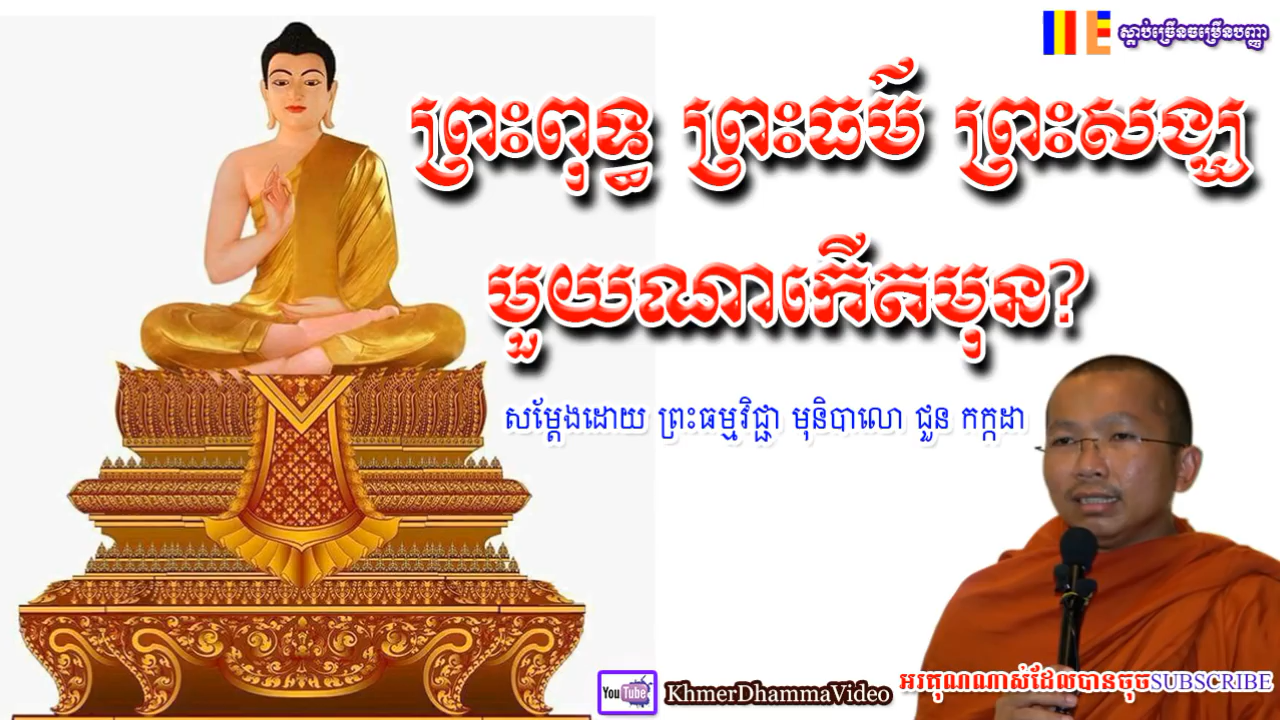 ស្ដាប់ច្រើនចម្រើនបញ្ញា
ព្រះពុទ្ធ ព្រះធម៌ ព្រះសង្ឃ
មួយណាកើតមុន?
សម្ដែងដោយ ព្រះធម្មវិជ្ជា មុនិបាលោ ជួន កក្កដា
YouTube KhmerDhammaVideo
អរគុណណាស់ដែលបានចុចSUBSCRIBE